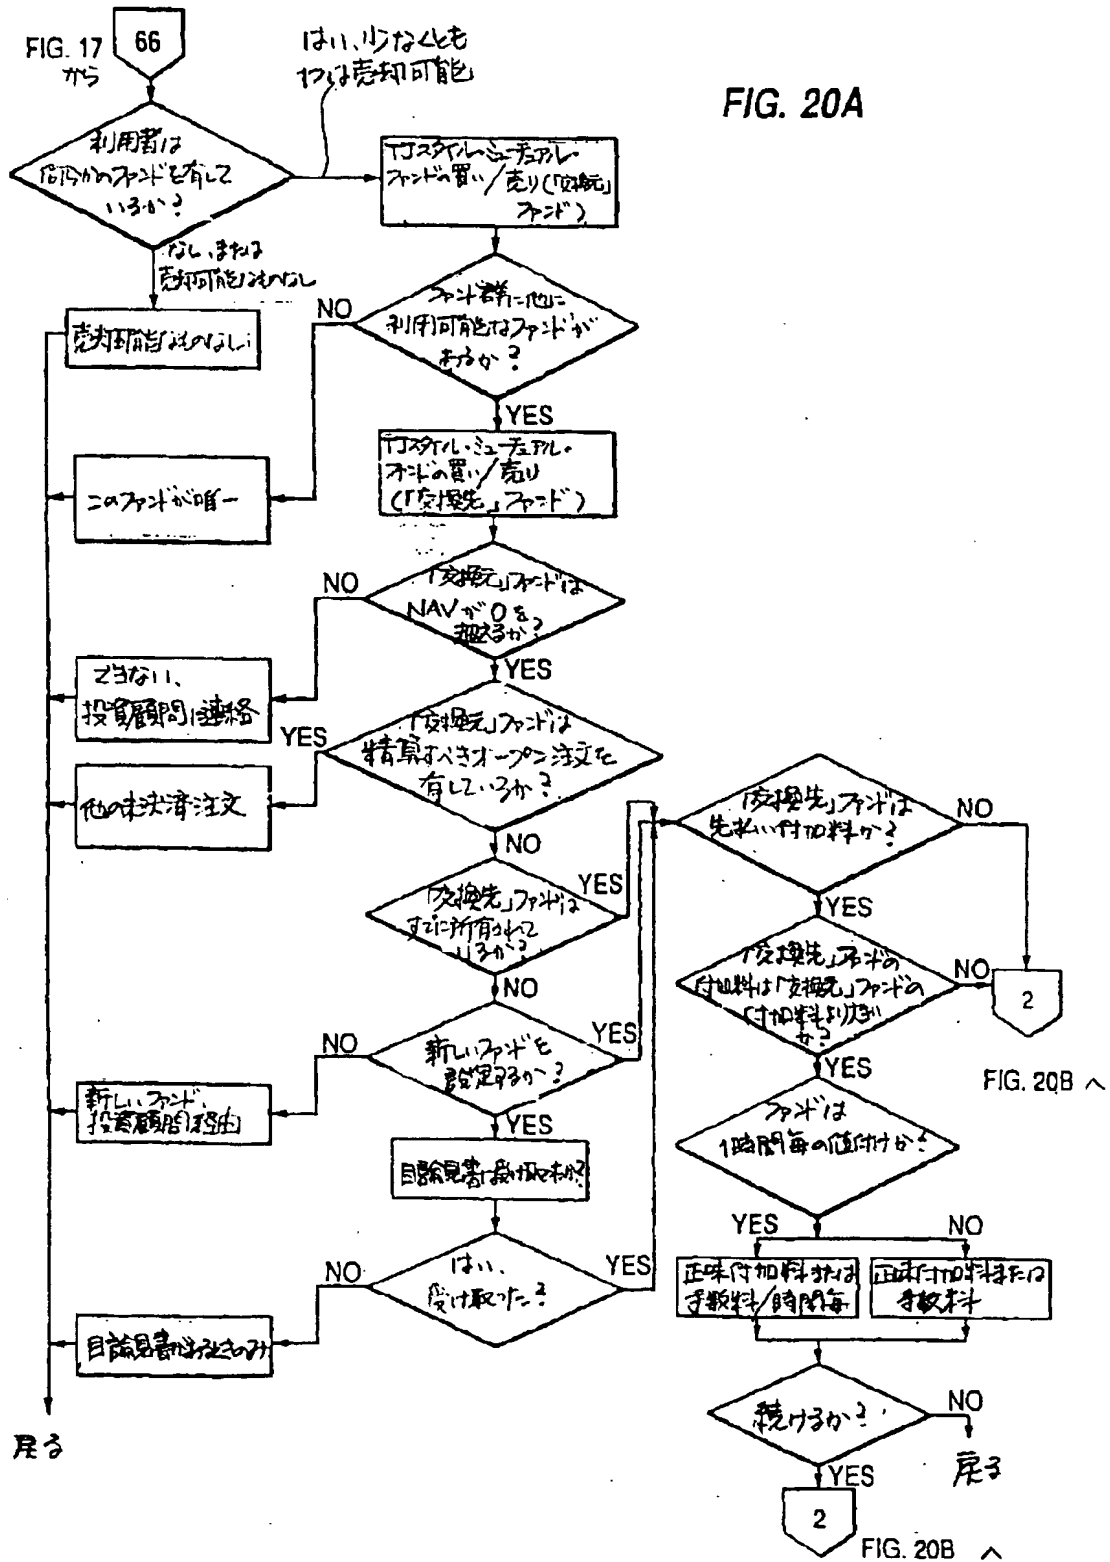 FIG. 17
から
66
はい、少なくとも
1つは売却可能
FIG. 20A
利用者は
何らかのファンドを有して
いるか?
TJスタイル・ミューチュアル・
ファンドの買い/売り(「交換元」
ファンド)
なし、または
売却可能なものなし
売却可能なものなし
ファンド群に他に
利用可能なファンドが
あるか?
NO
YES
このファンドが唯一
TJスタイル・ミューチュアル・
ファンドの買い/売り
(「交換先」ファンド)
「交換元」ファンドは
NAVが0を
超えるか?
NO
YES
できない、
投資顧問に連絡
「交換元」ファンドは
精算すべきオープン注文を
有しているか?
YES
NO
他の未決済注文
「交換先」ファンドは
すでに所有されて
いるか?
YES
NO
新しいファンドを
設定するか?
NO
YES
YES
新しいファンド、
投資顧問に経由
目論見書は受け取ったか?
はい、
受け取った?
NO
YES
目論見書があるときのみ
戻る
「交換先」ファンドは
先払い付加料か?
NO
YES
「交換先」ファンドの
付加料は「交換元」ファンドの
付加料より大きい
か?
NO
YES
2
FIG. 20B へ
ファンドは
1時間毎の値付けか?
YES
NO
正味付加料または
手数料/時間毎
正味付加料または
手数料
続けるか?
NO
戻る
YES
2
FIG. 20B へ